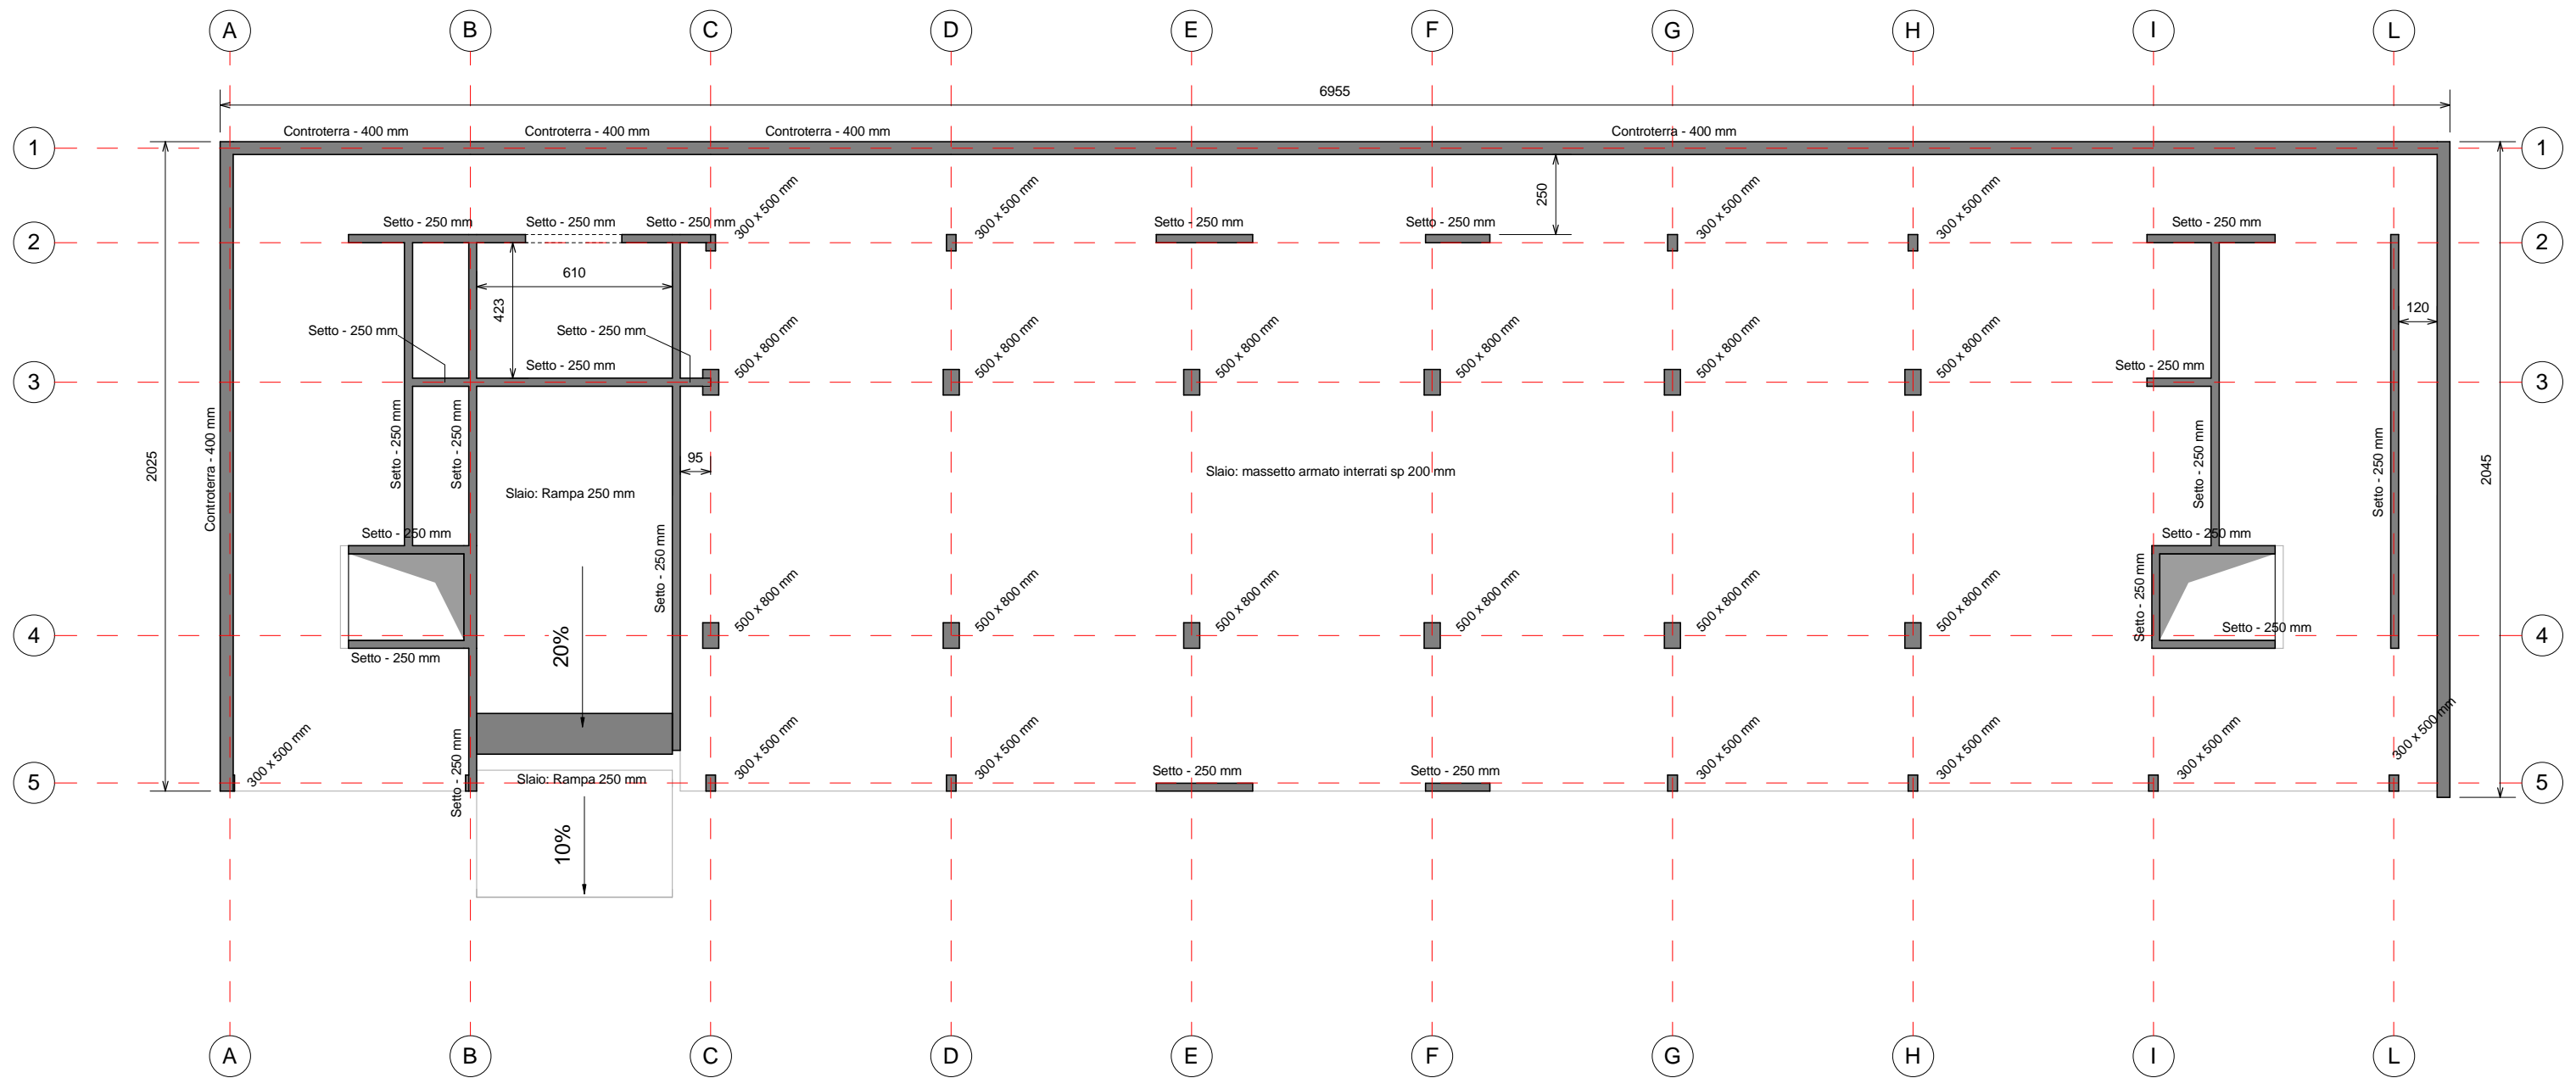 A B C D E F G H I L
6955
Controterra - 400 mm
Controterra - 400 mm
Controterra - 400 mm
Controterra - 400 mm
1
1
300 x 500 mm
300 x 500 mm
250
300 x 500 mm
300 x 500 mm
Setto - 250 mm
Setto - 250 mm
Setto - 250 mm
Setto - 250 mm
Setto - 250 mm
Setto - 250 mm
2
2
610
423
120
Setto - 250 mm
Setto - 250 mm
500 x 800 mm
500 x 800 mm
500 x 800 mm
500 x 800 mm
500 x 800 mm
500 x 800 mm
Setto - 250 mm
Setto - 250 mm
3
3
2025
Controterra - 400 mm
Setto - 250 mm
Setto - 250 mm
95
Slaio: massetto armato interrati sp 200 mm
Setto - 250 mm
Setto - 250 mm
2045
Slaio: Rampa 250 mm
Setto - 250 mm
Setto - 250 mm
Setto - 250 mm
Setto - 250 mm
500 x 800 mm
500 x 800 mm
500 x 800 mm
500 x 800 mm
500 x 800 mm
500 x 800 mm
Setto - 250 mm
4
20%
4
Setto - 250 mm
300 x 500 mm
Setto - 250 mm
300 x 500 mm
300 x 500 mm
300 x 500 mm
300 x 500 mm
300 x 500 mm
300 x 500 mm
Slaio: Rampa 250 mm
Setto - 250 mm
Setto - 250 mm
5
5
10%
A B C D E F G H I L